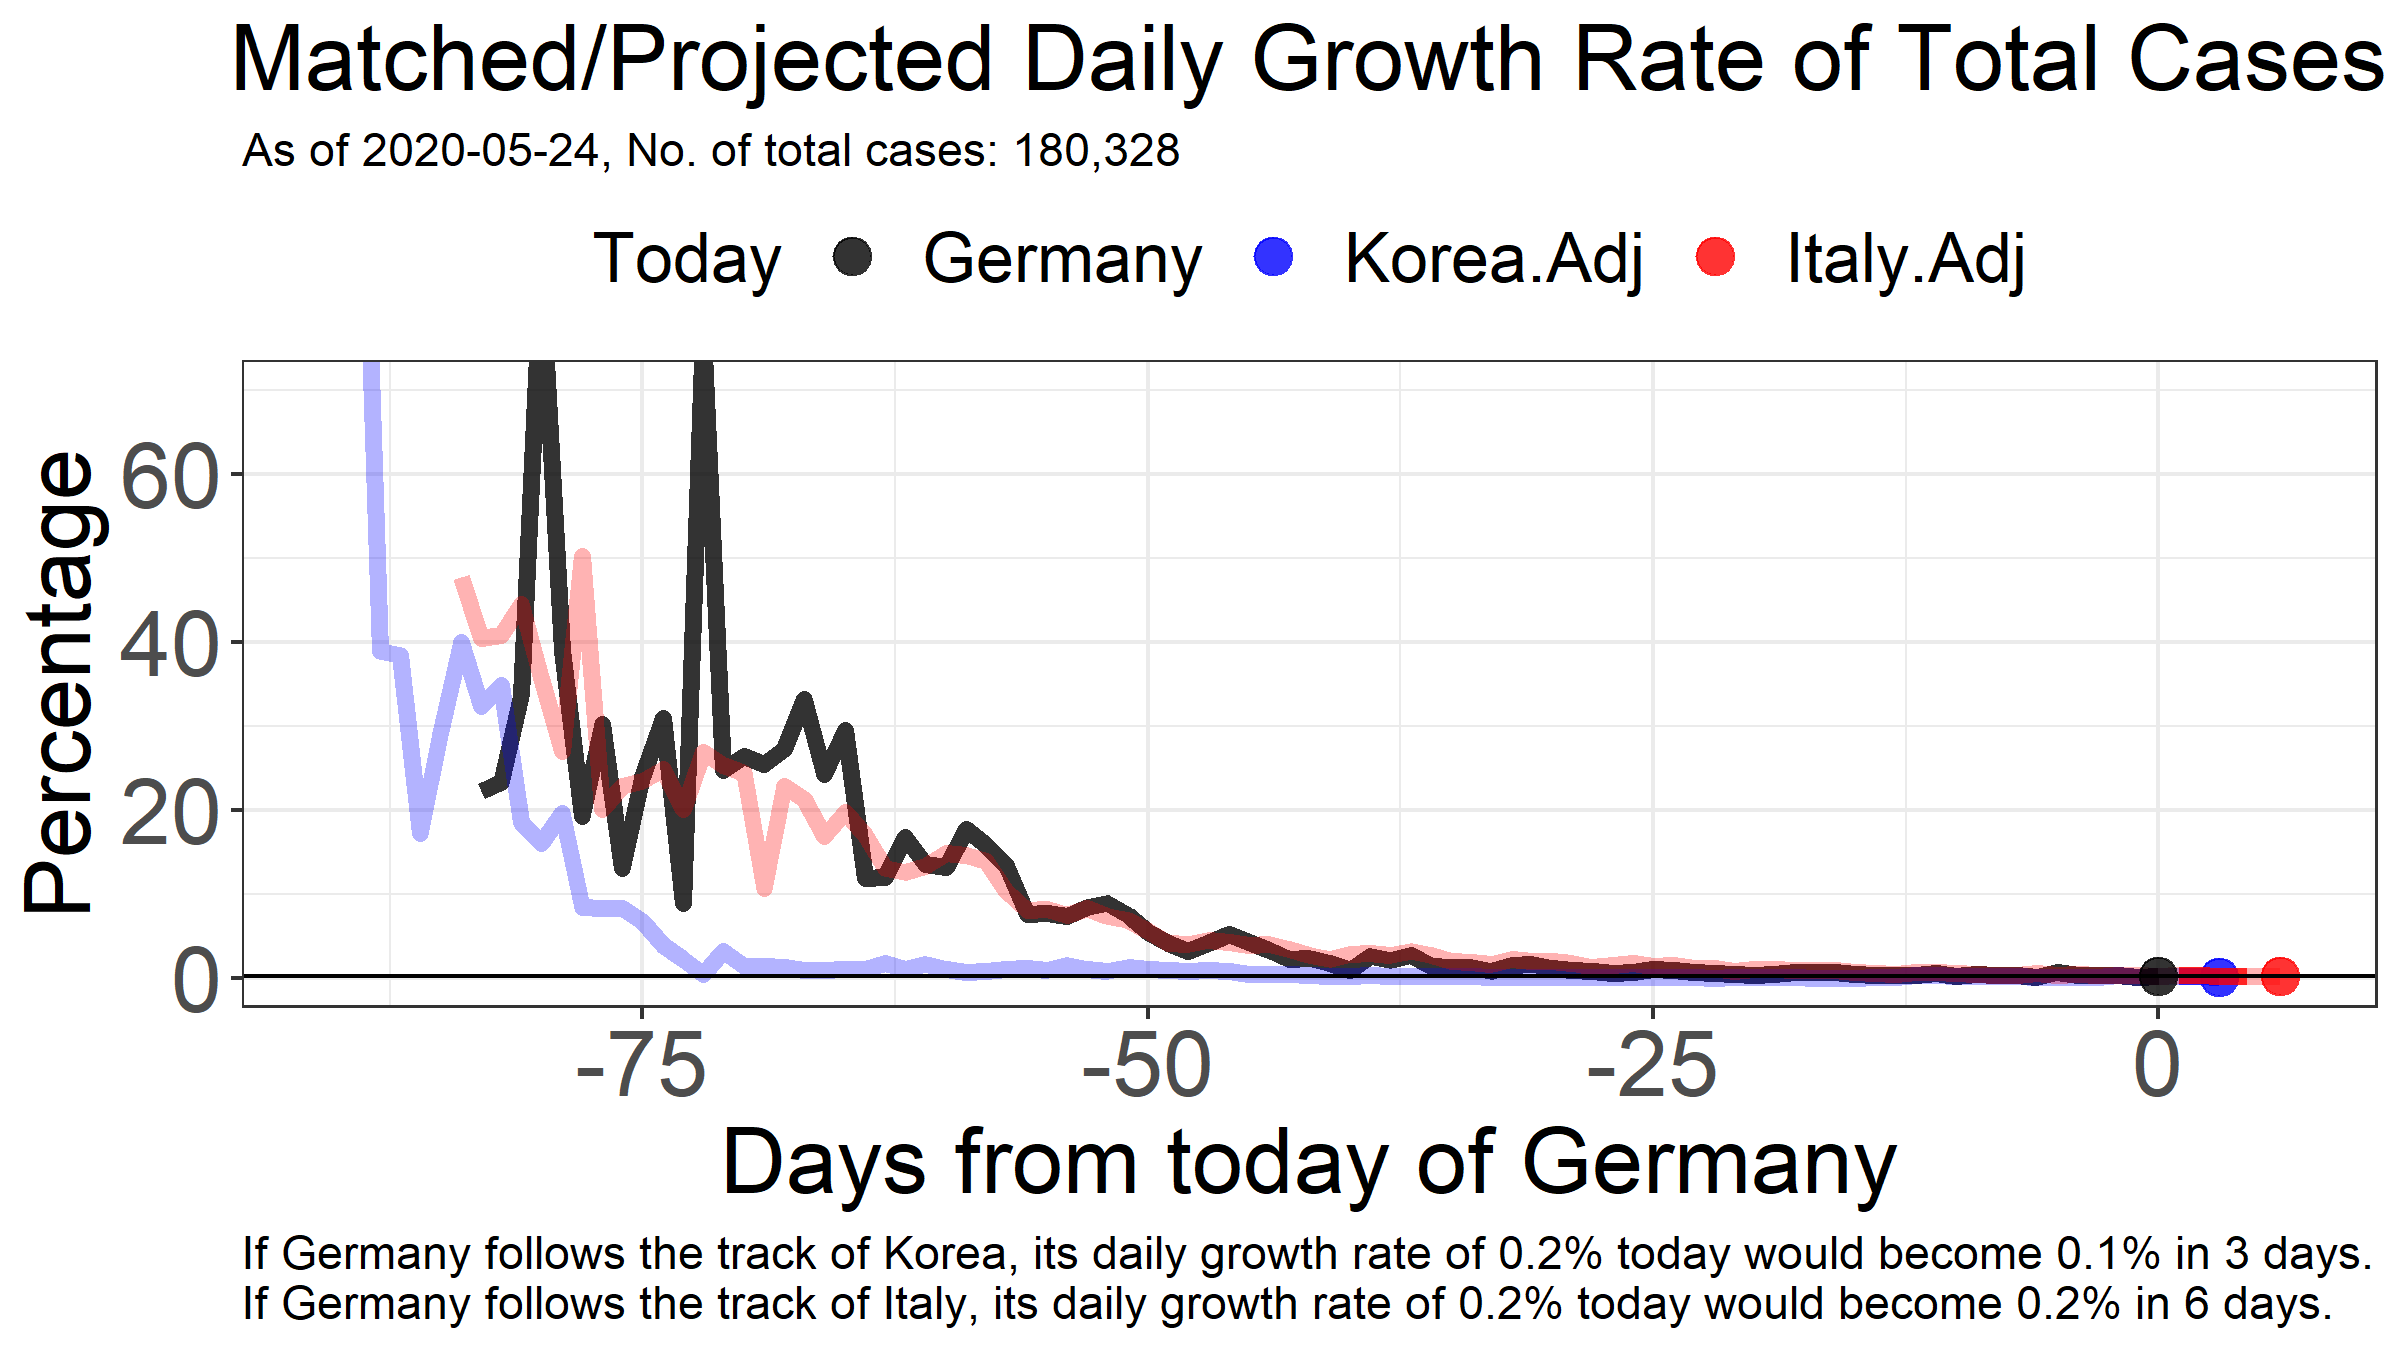 Matched/Projected Daily Growth Rate of Total Cases
As of 2020-05-24, No. of total cases: 180,328
Today Germany Korea.Adj Italy.Adj
Percentage
60
40
20
0
-75 -50 -25 0
Days from today of Germany
If Germany follows the track of Korea, its daily growth rate of 0.2% today would become 0.1% in 3 days.
If Germany follows the track of Italy, its daily growth rate of 0.2% today would become 0.2% in 6 days.